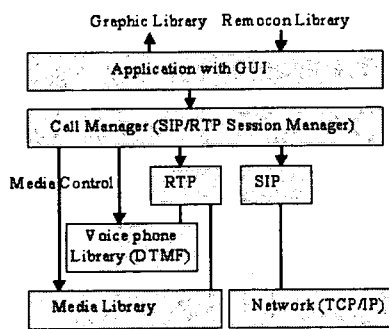 Graphic Library Remocon Library
Application with GUI
Call Manager (SIP/RTP Session Manager)
Media Control
RTP
SIP
Voice phone
Library (DTMF)
Media Library
Network (TCP/IP)